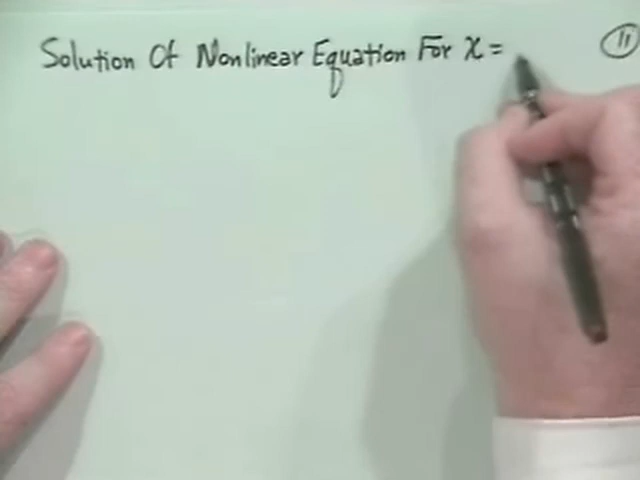 Solution Of Nonlinear Equation For x =
11